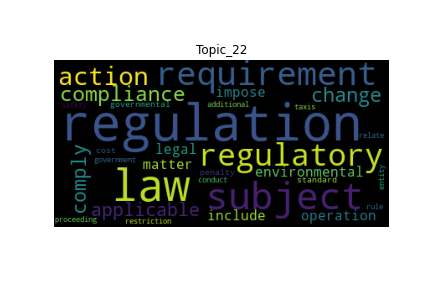 Topic_22
action requirement
compliance impose change
safety governmental additional taxis
regulation
relate
comply cost legal regulatory
government matter environmental
law penalty subject
conduct standard entity
applicable include operation rule
proceeding restriction